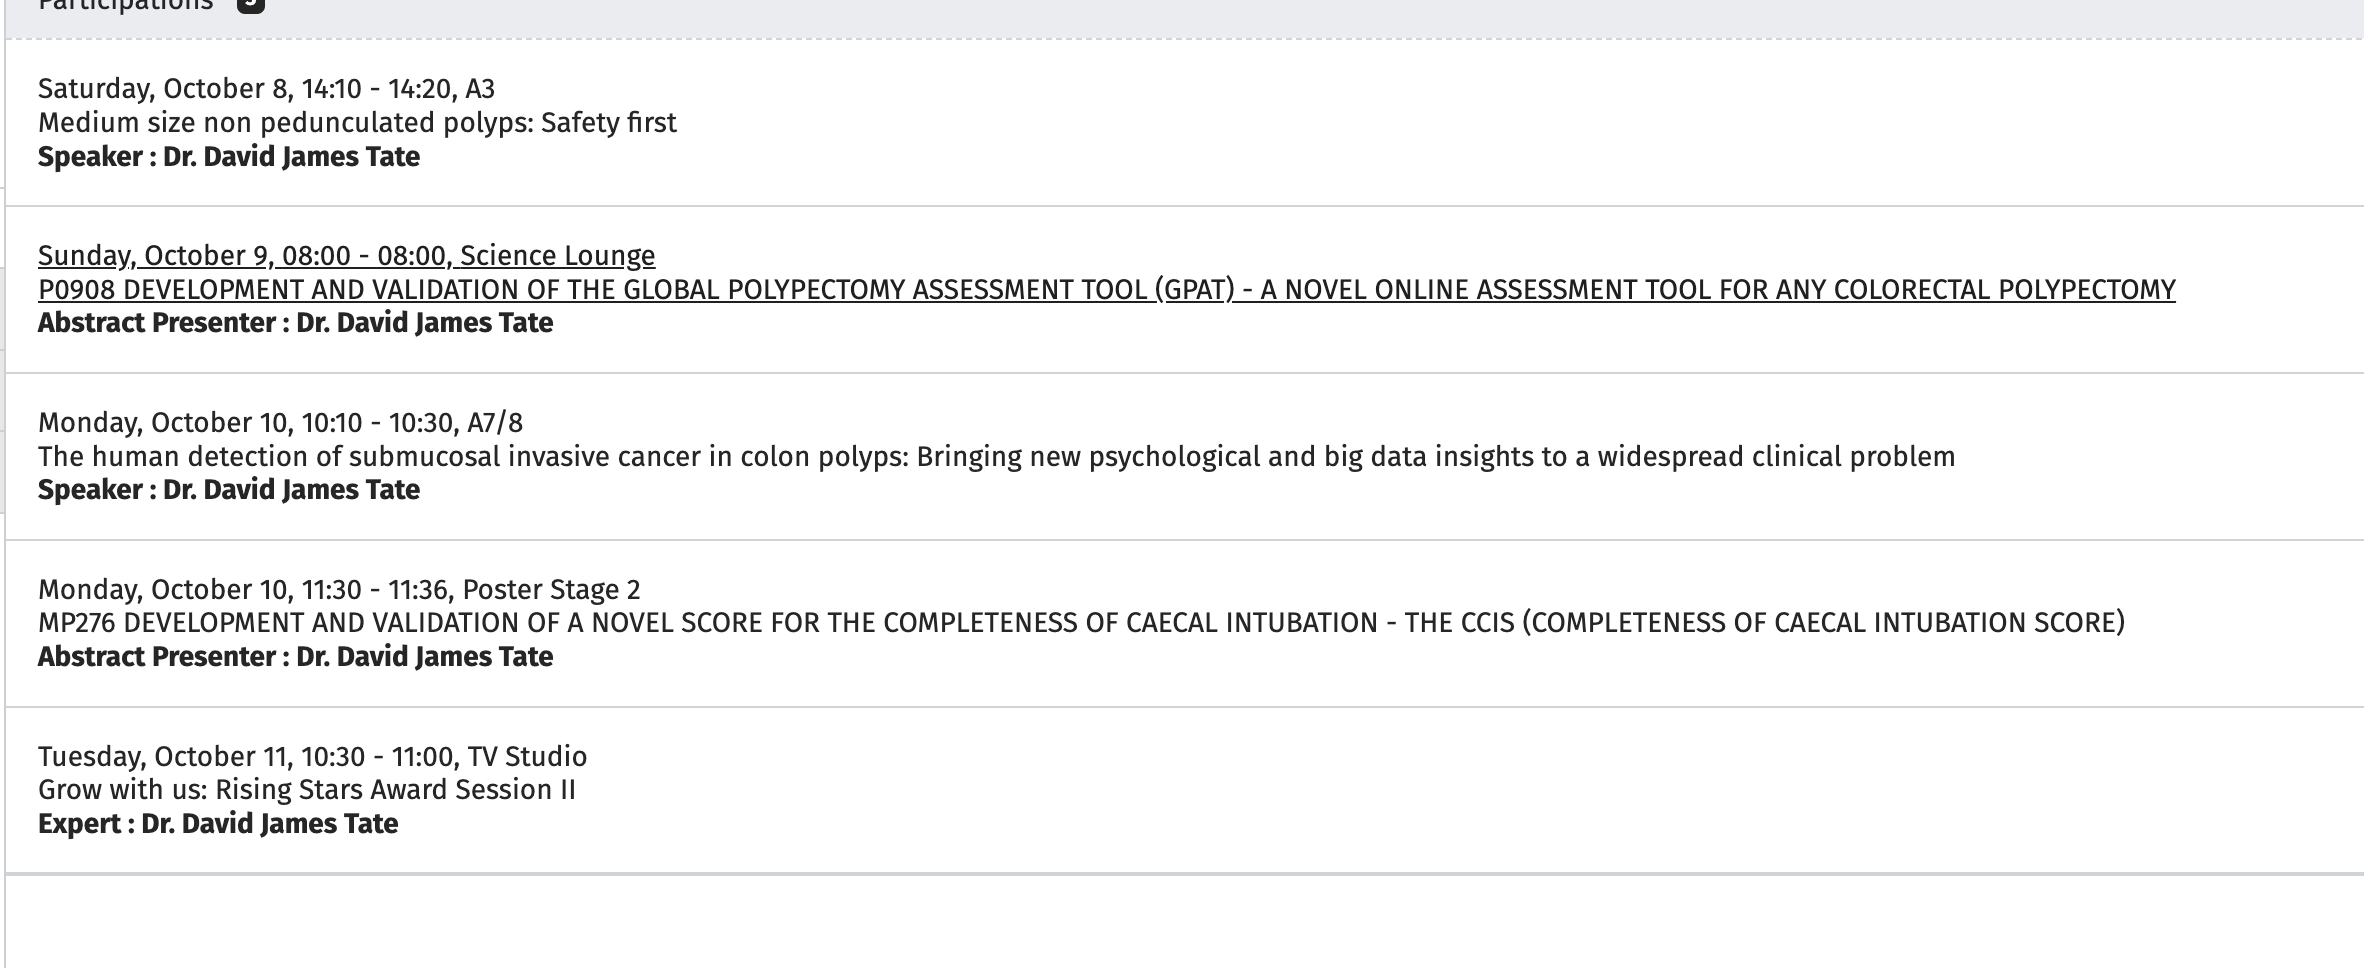 Participations 5
Saturday, October 8, 14:10 - 14:20, A3
Medium size non pedunculated polyps: Safety first
Speaker : Dr. David James Tate
Sunday, October 9, 08:00 - 08:00, Science Lounge
P0908 DEVELOPMENT AND VALIDATION OF THE GLOBAL POLYPECTOMY ASSESSMENT TOOL (GPAT) - A NOVEL ONLINE ASSESSMENT TOOL FOR ANY COLORECTAL POLYPECTOMY
Abstract Presenter : Dr. David James Tate
Monday, October 10, 10:10 - 10:30, A7/8
The human detection of submucosal invasive cancer in colon polyps: Bringing new psychological and big data insights to a widespread clinical problem
Speaker : Dr. David James Tate
Monday, October 10, 11:30 - 11:36, Poster Stage 2
MP276 DEVELOPMENT AND VALIDATION OF A NOVEL SCORE FOR THE COMPLETENESS OF CAECAL INTUBATION - THE CCIS (COMPLETENESS OF CAECAL INTUBATION SCORE)
Abstract Presenter : Dr. David James Tate
Tuesday, October 11, 10:30 - 11:00, TV Studio
Grow with us: Rising Stars Award Session II
Expert : Dr. David James Tate